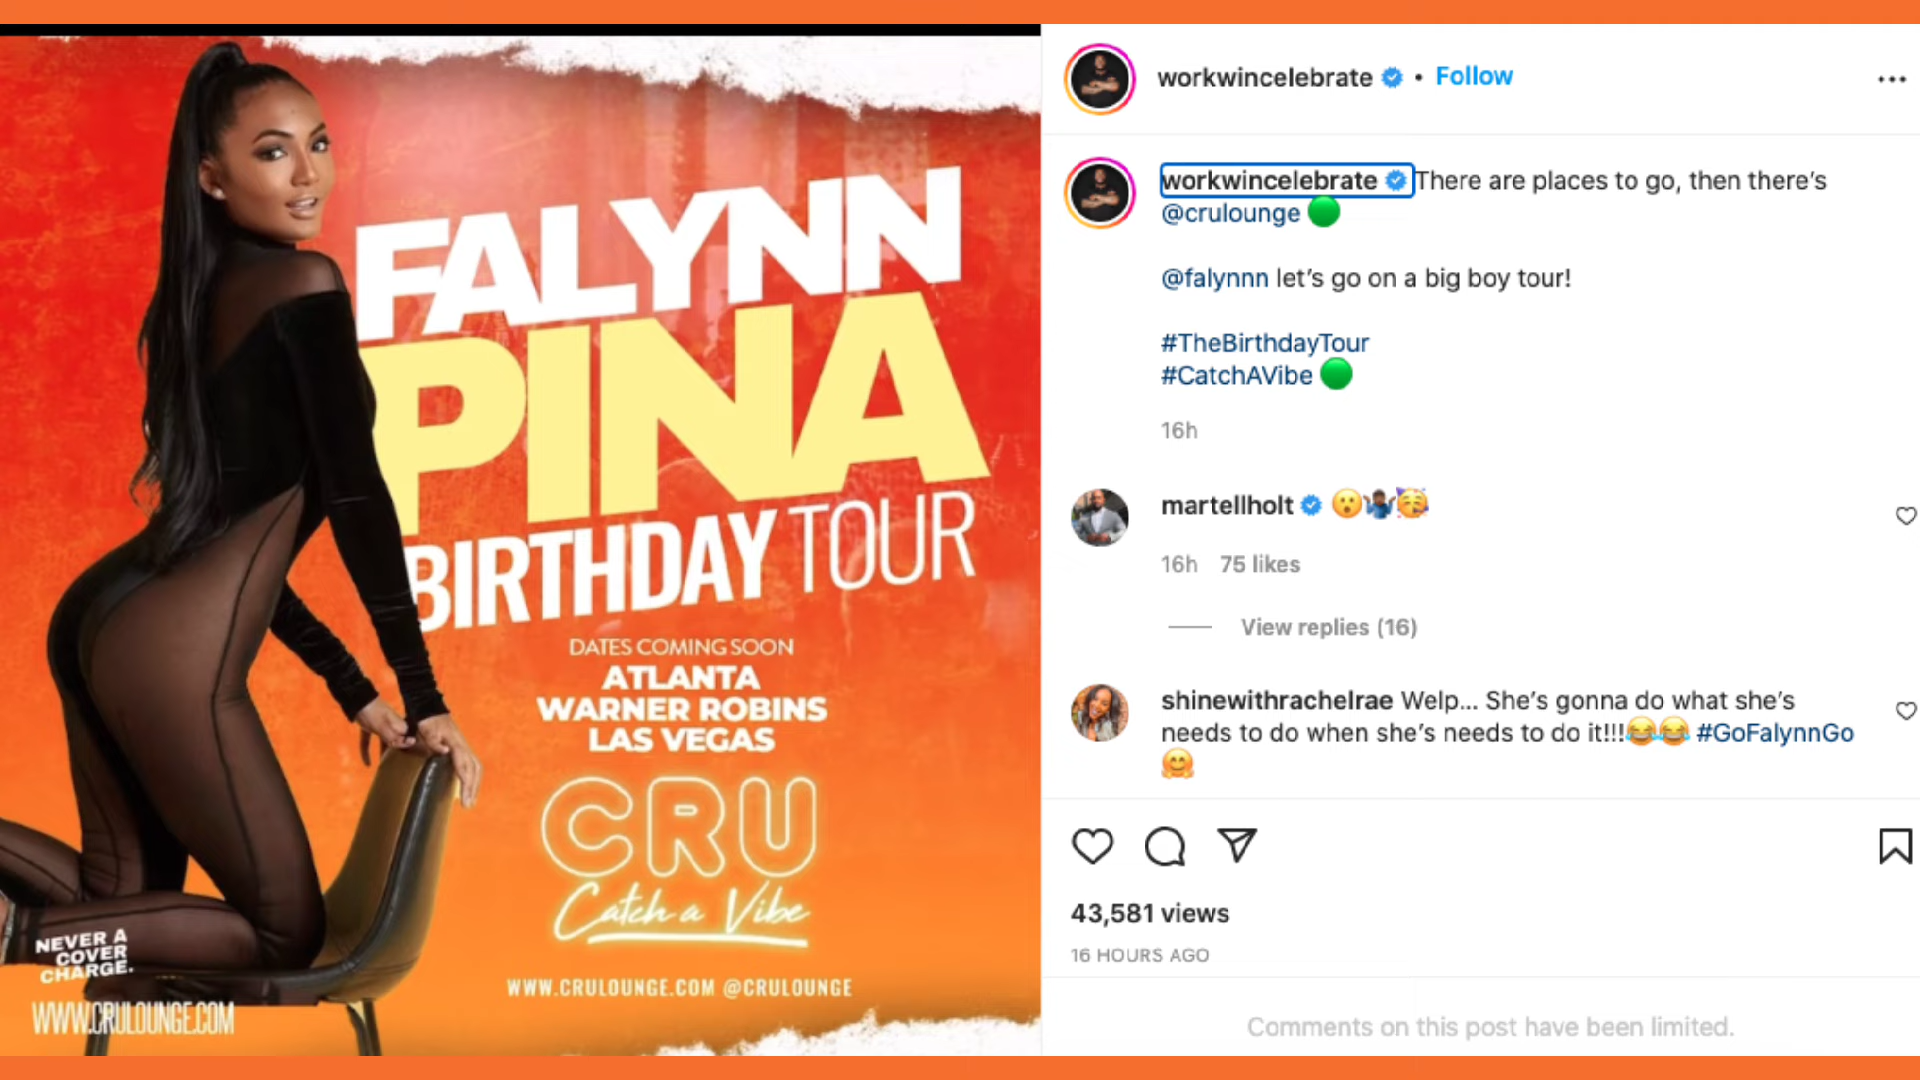 FALYNN
PINA
BIRTHDAY TOUR
DATES COMING SOON
ATLANTA
WARNER ROBINS
LAS VEGAS
CRU
Catch a Vibe
WWW.CRULOUNGE.COM @CRULOUNGE
NEVER A
COVER
CHARGE.
WWW.CRULOUNGE.COM
workwincelebrate • Follow
workwincelebrate There are places to go, then there’s
@crulounge 🟢
@falynnn let’s go on a big boy tour!
#TheBirthdayTour
#CatchAVibe 🟢
16h
martellholt 😮🤷🏾‍♂️🥳
16h 75 likes
View replies (16)
shinewithrachelrae Welp... She’s gonna do what she’s
needs to do when she’s needs to do it!!!😂😂 #GoFalynnGo
🤗
43,581 views
16 HOURS AGO
Comments on this post have been limited.